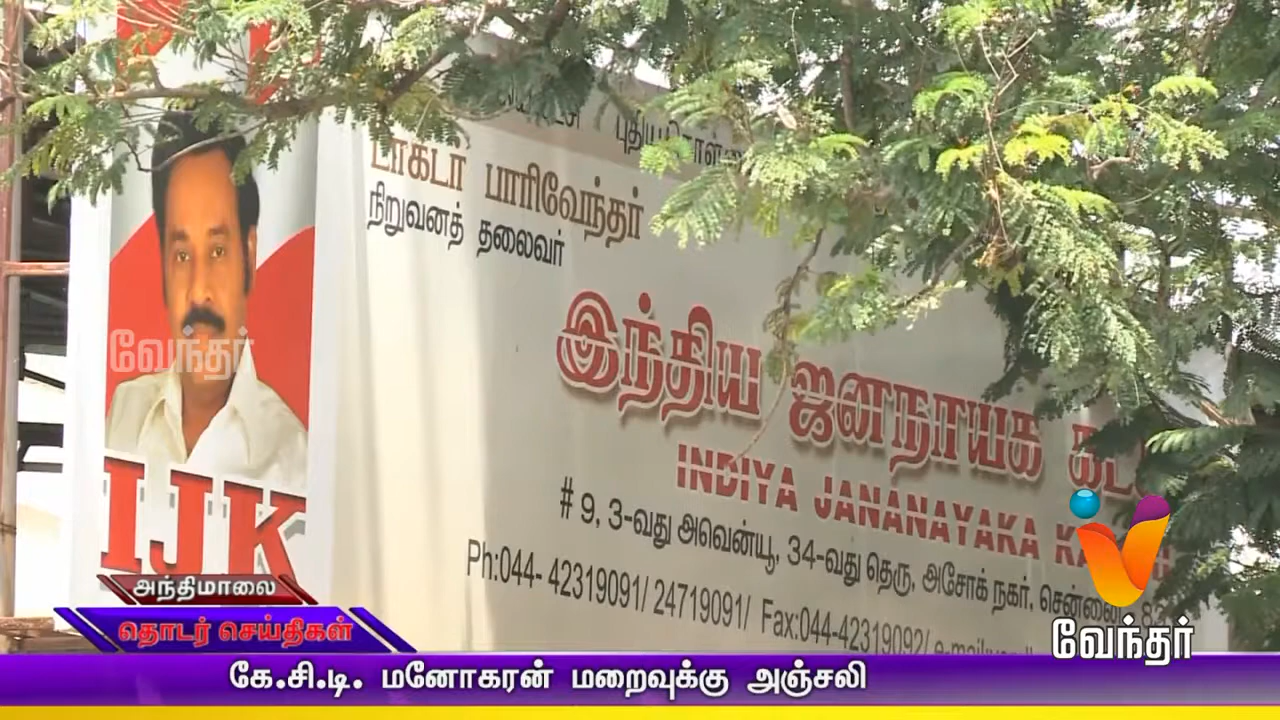 டாக்டர் பாரிவேந்தர்
நிறுவனத் தலைவர்
வேந்தர்
இந்திய ஜனநாயக
INDIYA JANANAYAKA
# 9, 3-வது அவென்யூ, 34-வது தெரு, அசோக் நகர், சென்னை
Ph:044- 42319091/ 24719091/ Fax:044-42319092/
IJK
அந்திமாலை
தொடர் செய்திகள்
வேந்தர்
கே.சி.டி. மனோகரன் மறைவுக்கு அஞ்சலி